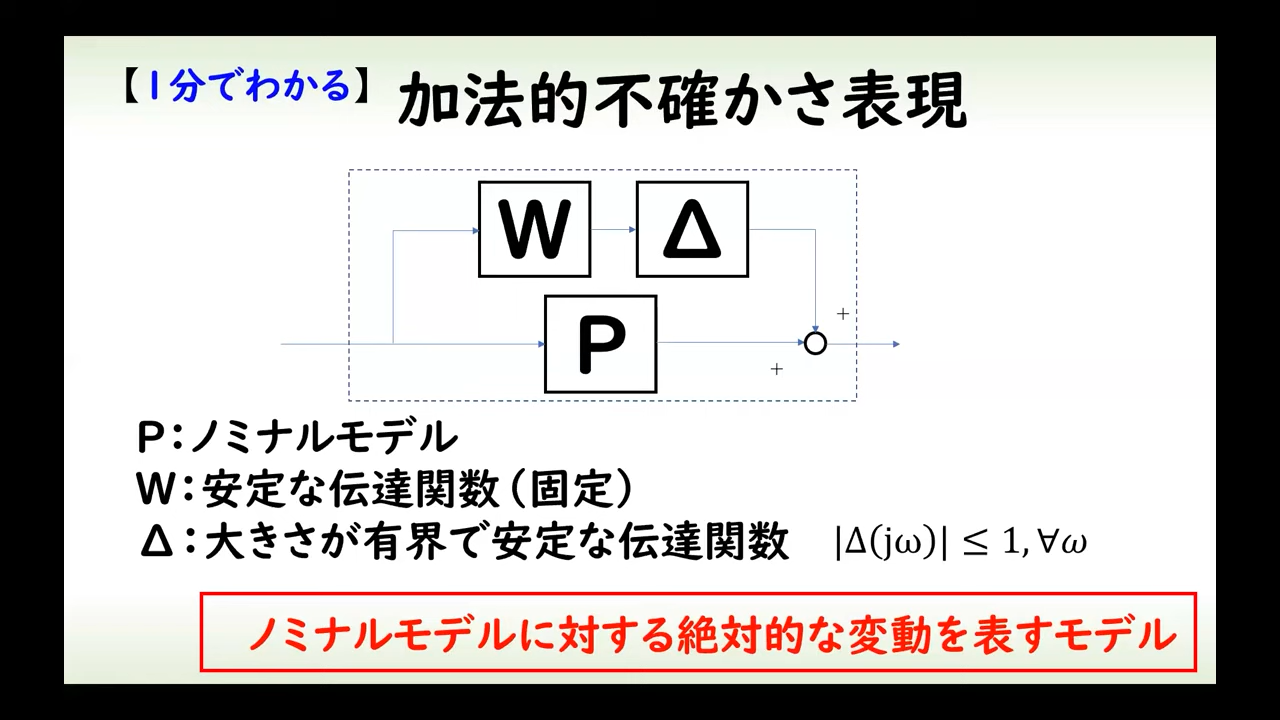 【1分でわかる】 加法的不確かさ表現
W Δ
+
P
+
P:ノミナルモデル
W:安定な伝達関数(固定)
Δ:大きさが有界で安定な伝達関数 |Δ(jω)| ≤ 1, ∀ω
ノミナルモデルに対する絶対的な変動を表すモデル